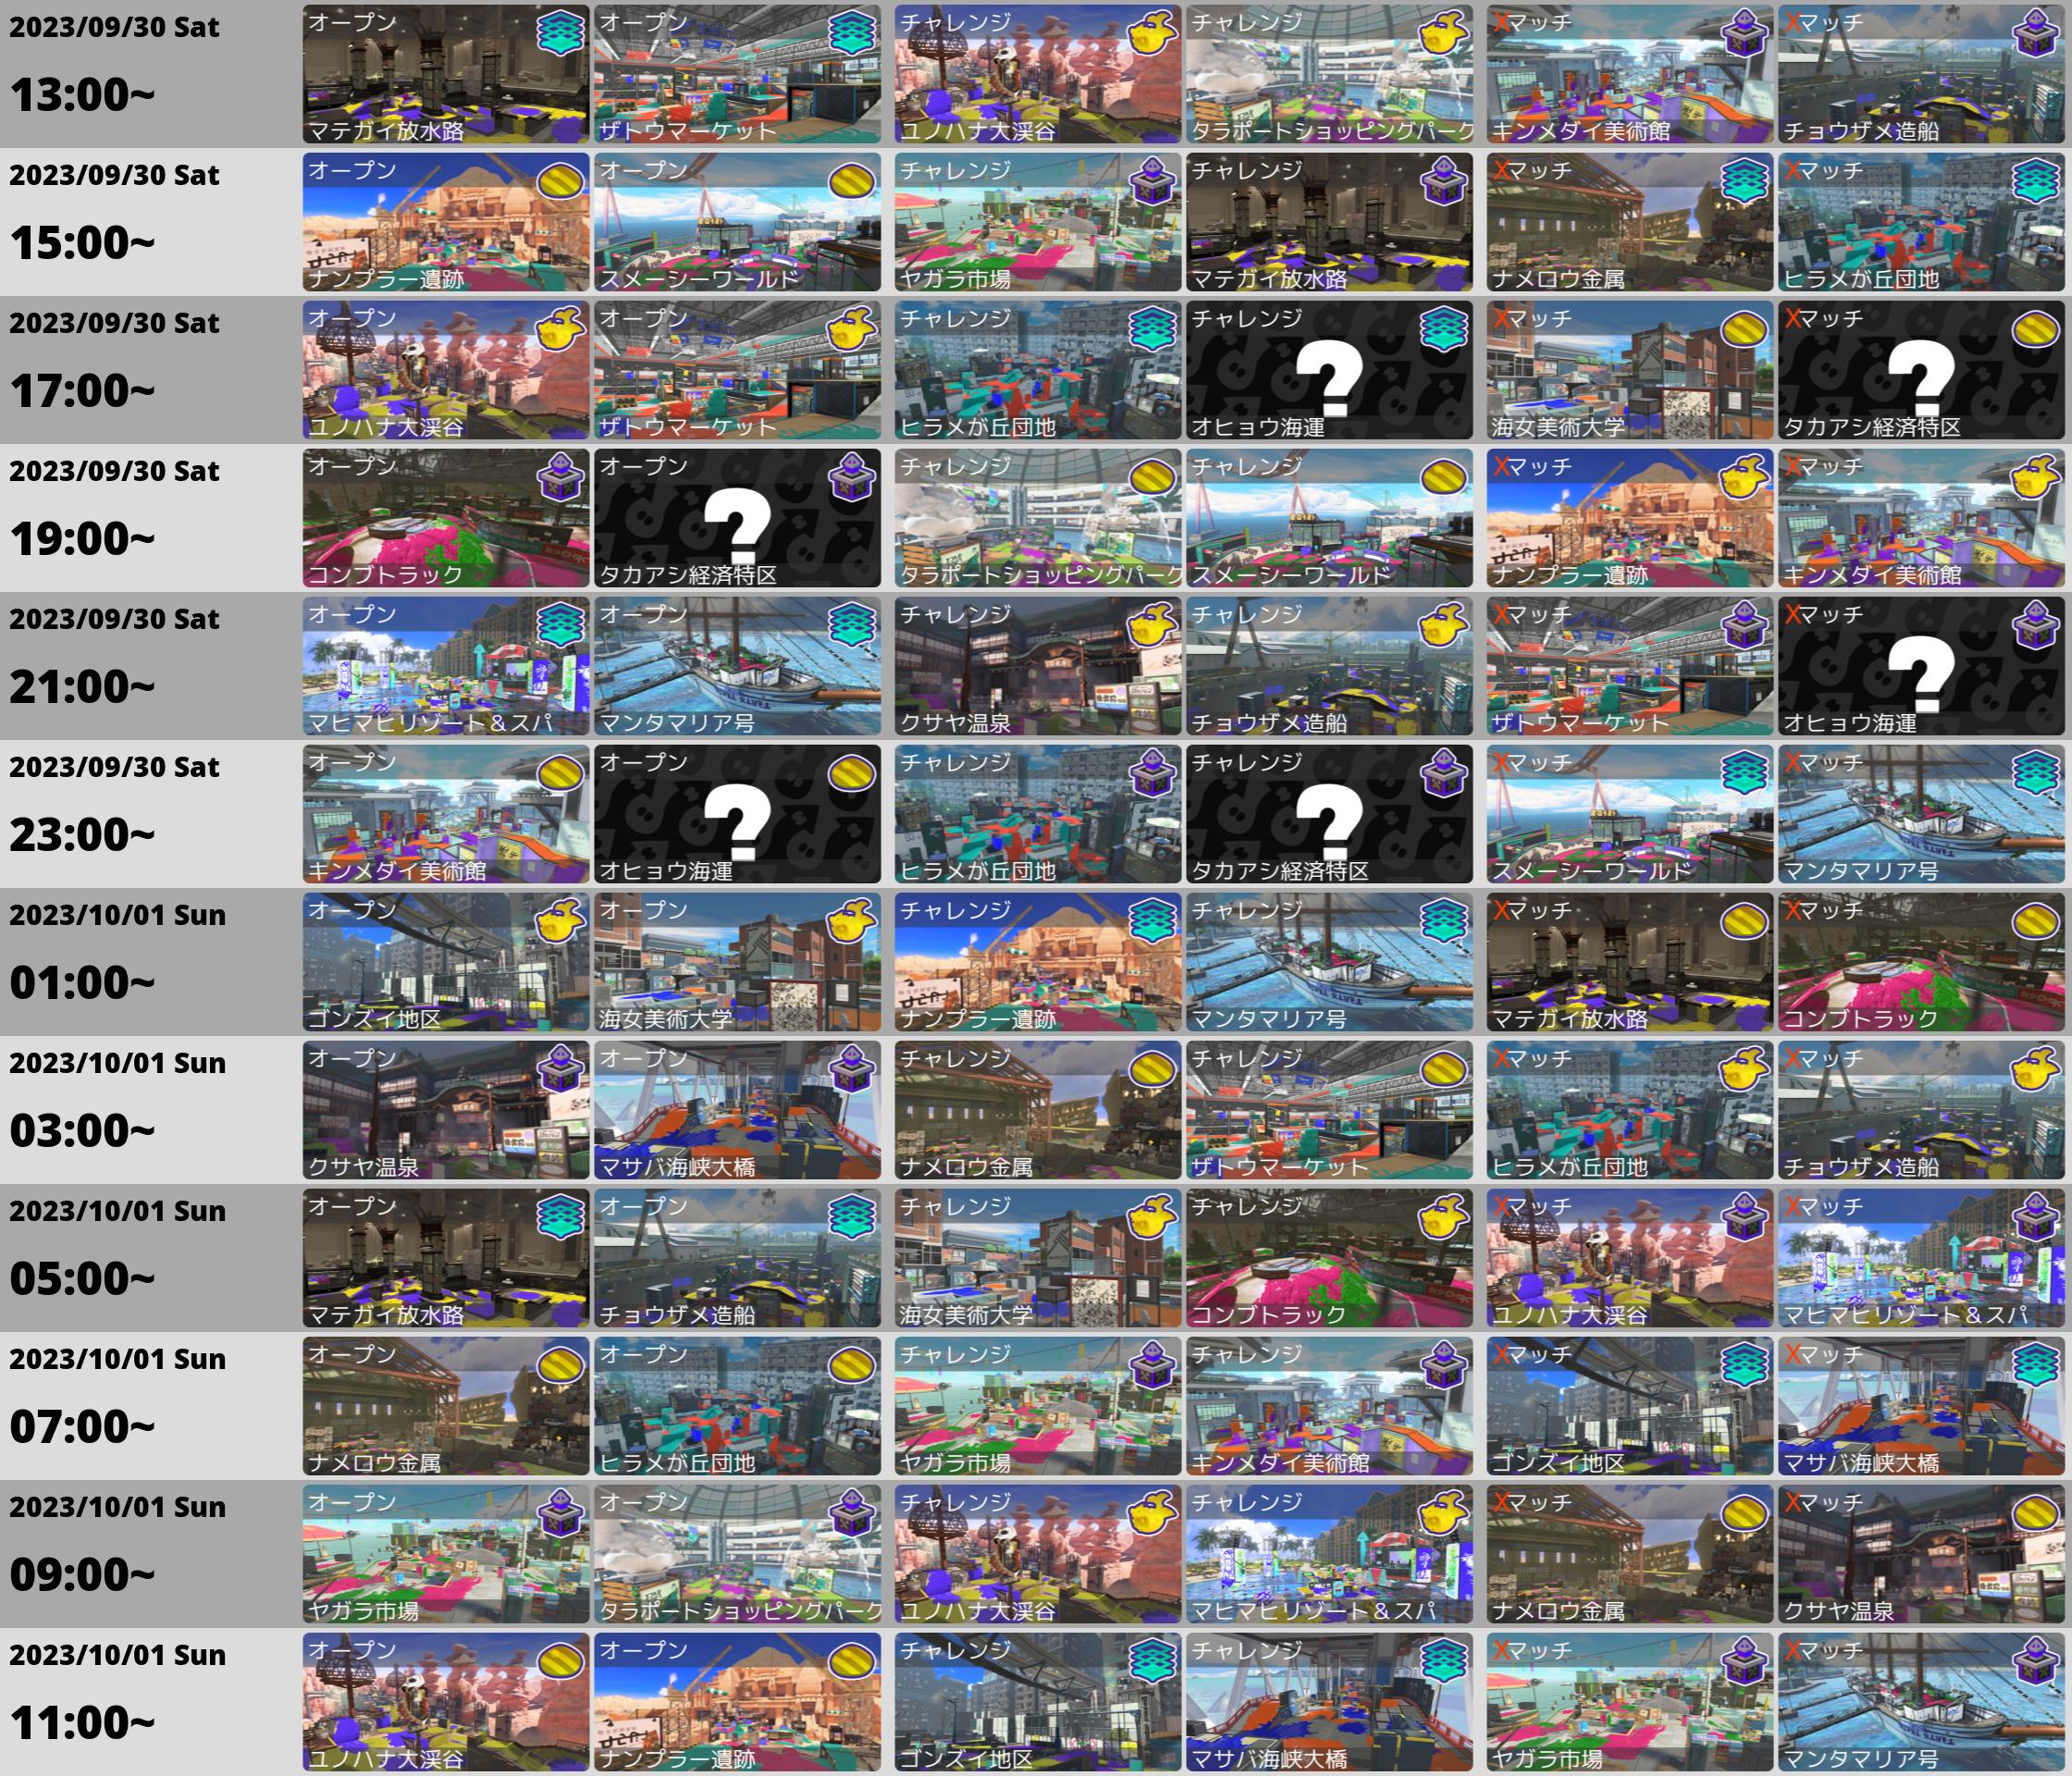 2023/09/30 Sat
13:00~
オープン オープン チャレンジ チャレンジ Xマッチ Xマッチ
マテガイ放水路 ザトウマーケット ユノハナ大渓谷 タラポートショッピングパーク キンメダイ美術館 チョウザメ造船
2023/09/30 Sat
15:00~
オープン オープン チャレンジ チャレンジ Xマッチ Xマッチ
ナンプラー遺跡 スメーシーワールド ヤガラ市場 マテガイ放水路 ナメロウ金属 ヒラメが丘団地
2023/09/30 Sat
17:00~
オープン オープン チャレンジ チャレンジ Xマッチ Xマッチ
? ?
ユノハナ大渓谷 ザトウマーケット ヒラメが丘団地 オヒョウ海運 海女美術大学 タカアシ経済特区
2023/09/30 Sat
19:00~
オープン オープン チャレンジ チャレンジ Xマッチ Xマッチ
?
コンブトラック タカアシ経済特区 タラポートショッピングパーク スメーシーワールド ナンプラー遺跡 キンメダイ美術館
2023/09/30 Sat
21:00~
オープン オープン チャレンジ チャレンジ Xマッチ Xマッチ
?
マヒマヒリゾート&スパ マンタマリア号 クサヤ温泉 チョウザメ造船 ザトウマーケット オヒョウ海運
2023/09/30 Sat
23:00~
オープン オープン チャレンジ チャレンジ Xマッチ Xマッチ
? ?
キンメダイ美術館 オヒョウ海運 ヒラメが丘団地 タカアシ経済特区 スメーシーワールド マンタマリア号
2023/10/01 Sun
01:00~
オープン オープン チャレンジ チャレンジ Xマッチ Xマッチ
ゴンズイ地区 海女美術大学 ナンプラー遺跡 マンタマリア号 マテガイ放水路 コンブトラック
2023/10/01 Sun
03:00~
オープン オープン チャレンジ チャレンジ Xマッチ Xマッチ
クサヤ温泉 マサバ海峡大橋 ナメロウ金属 ザトウマーケット ヒラメが丘団地 チョウザメ造船
2023/10/01 Sun
05:00~
オープン オープン チャレンジ チャレンジ Xマッチ Xマッチ
マテガイ放水路 チョウザメ造船 海女美術大学 コンブトラック ユノハナ大渓谷 マヒマヒリゾート&スパ
2023/10/01 Sun
07:00~
オープン オープン チャレンジ チャレンジ Xマッチ Xマッチ
ナメロウ金属 ヒラメが丘団地 ヤガラ市場 キンメダイ美術館 ゴンズイ地区 マサバ海峡大橋
2023/10/01 Sun
09:00~
オープン オープン チャレンジ チャレンジ Xマッチ Xマッチ
ヤガラ市場 タラポートショッピングパーク ユノハナ大渓谷 マヒマヒリゾート&スパ ナメロウ金属 クサヤ温泉
2023/10/01 Sun
11:00~
オープン オープン チャレンジ チャレンジ Xマッチ Xマッチ
ユノハナ大渓谷 ナンプラー遺跡 ゴンズイ地区 マサバ海峡大橋 ヤガラ市場 マンタマリア号